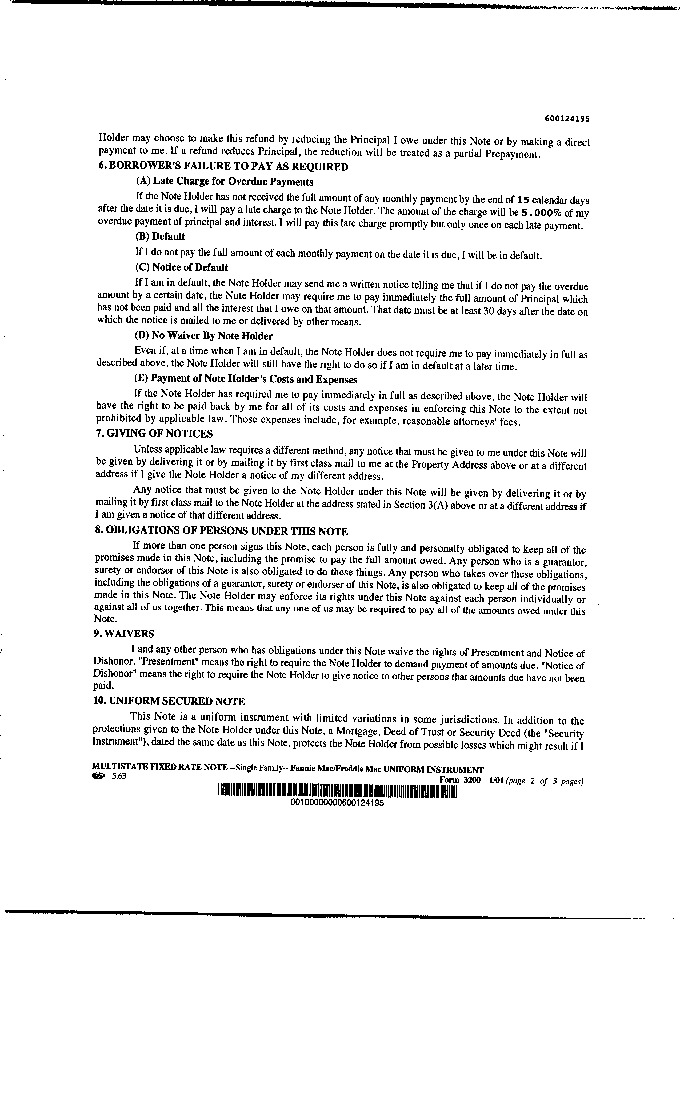 600124195
Holder may choose to make this refund by reducing the Principal I owe under this Note or by making a direct
payment to me. If a refund reduces Principal, the reduction will be treated as a partial Prepayment.
6. BORROWER'S FAILURE TO PAY AS REQUIRED
(A) Late Charge for Overdue Payments
If the Note Holder has not received the full amount of any monthly payment by the end of 15 calendar days
after the date it is due, I will pay a late charge to the Note Holder. The amount of the charge will be 5.000% of my
overdue payment of principal and interest. I will pay this late charge promptly but only once on each late payment.
(B) Default
If I do not pay the full amount of each monthly payment on the date it is due, I will be in default.
(C) Notice of Default
If I am in default, the Note Holder may send me a written notice telling me that if I do not pay the overdue
amount by a certain date, the Note Holder may require me to pay immediately the full amount of Principal which
has not been paid and all the interest that I owe on that amount. That date must be at least 30 days after the date on
which the notice is mailed to me or delivered by other means.
(D) No Waiver By Note Holder
Even if, at a time when I am in default, the Note Holder does not require me to pay immediately in full as
described above, the Note Holder will still have the right to do so if I am in default at a later time.
(E) Payment of Note Holder's Costs and Expenses
If the Note Holder has required me to pay immediately in full as described above, the Note Holder will
have the right to be paid back by me for all of its costs and expenses in enforcing this Note to the extent not
prohibited by applicable law. Those expenses include, for example, reasonable attorneys' fees.
7. GIVING OF NOTICES
Unless applicable law requires a different method, any notice that must be given to me under this Note will
be given by delivering it or by mailing it by first class mail to me at the Property Address above or at a different
address if I give the Note Holder a notice of my different address.
Any notice that must be given to the Note Holder under this Note will be given by delivering it or by
mailing it by first class mail to the Note Holder at the address stated in Section 3(A) above or at a different address if
I am given a notice of that different address.
8. OBLIGATIONS OF PERSONS UNDER THIS NOTE
If more than one person signs this Note, each person is fully and personally obligated to keep all of the
promises made in this Note, including the promise to pay the full amount owed. Any person who is a guarantor,
surety or endorser of this Note is also obligated to do these things. Any person who takes over these obligations,
including the obligations of a guarantor, surety or endorser of this Note, is also obligated to keep all of the promises
made in this Note. The Note Holder may enforce its rights under this Note against each person individually or
against all of us together. This means that any one of us may be required to pay all of the amounts owed under this
Note.
9. WAIVERS
I and any other person who has obligations under this Note waive the rights of Presentment and Notice of
Dishonor. "Presentment" means the right to require the Note Holder to demand payment of amounts due. "Notice of
Dishonor" means the right to require the Note Holder to give notice to other persons that amounts due have not been
paid.
10. UNIFORM SECURED NOTE
This Note is a uniform instrument with limited variations in some jurisdictions. In addition to the
protections given to the Note Holder under this Note, a Mortgage, Deed of Trust or Security Deed (the "Security
Instrument"), dated the same date as this Note, protects the Note Holder from possible losses which might result if I
MULTISTATE FIXED RATE NOTE --Single Family-- Fannie Mae/Freddie Mac UNIFORM INSTRUMENT
5.63 Form 3200 1/01 (page 2 of 3 pages)
00100000000600124195